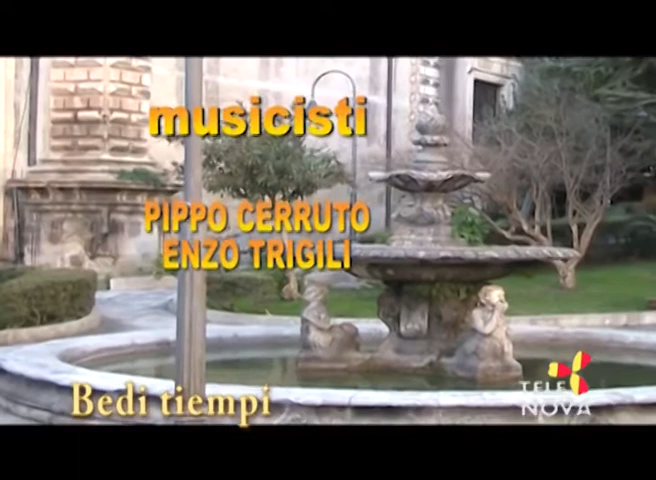 musicisti
PIPPO CERRUTO
ENZO TRIGILI
Bedi tiempi
TELE
NOVA